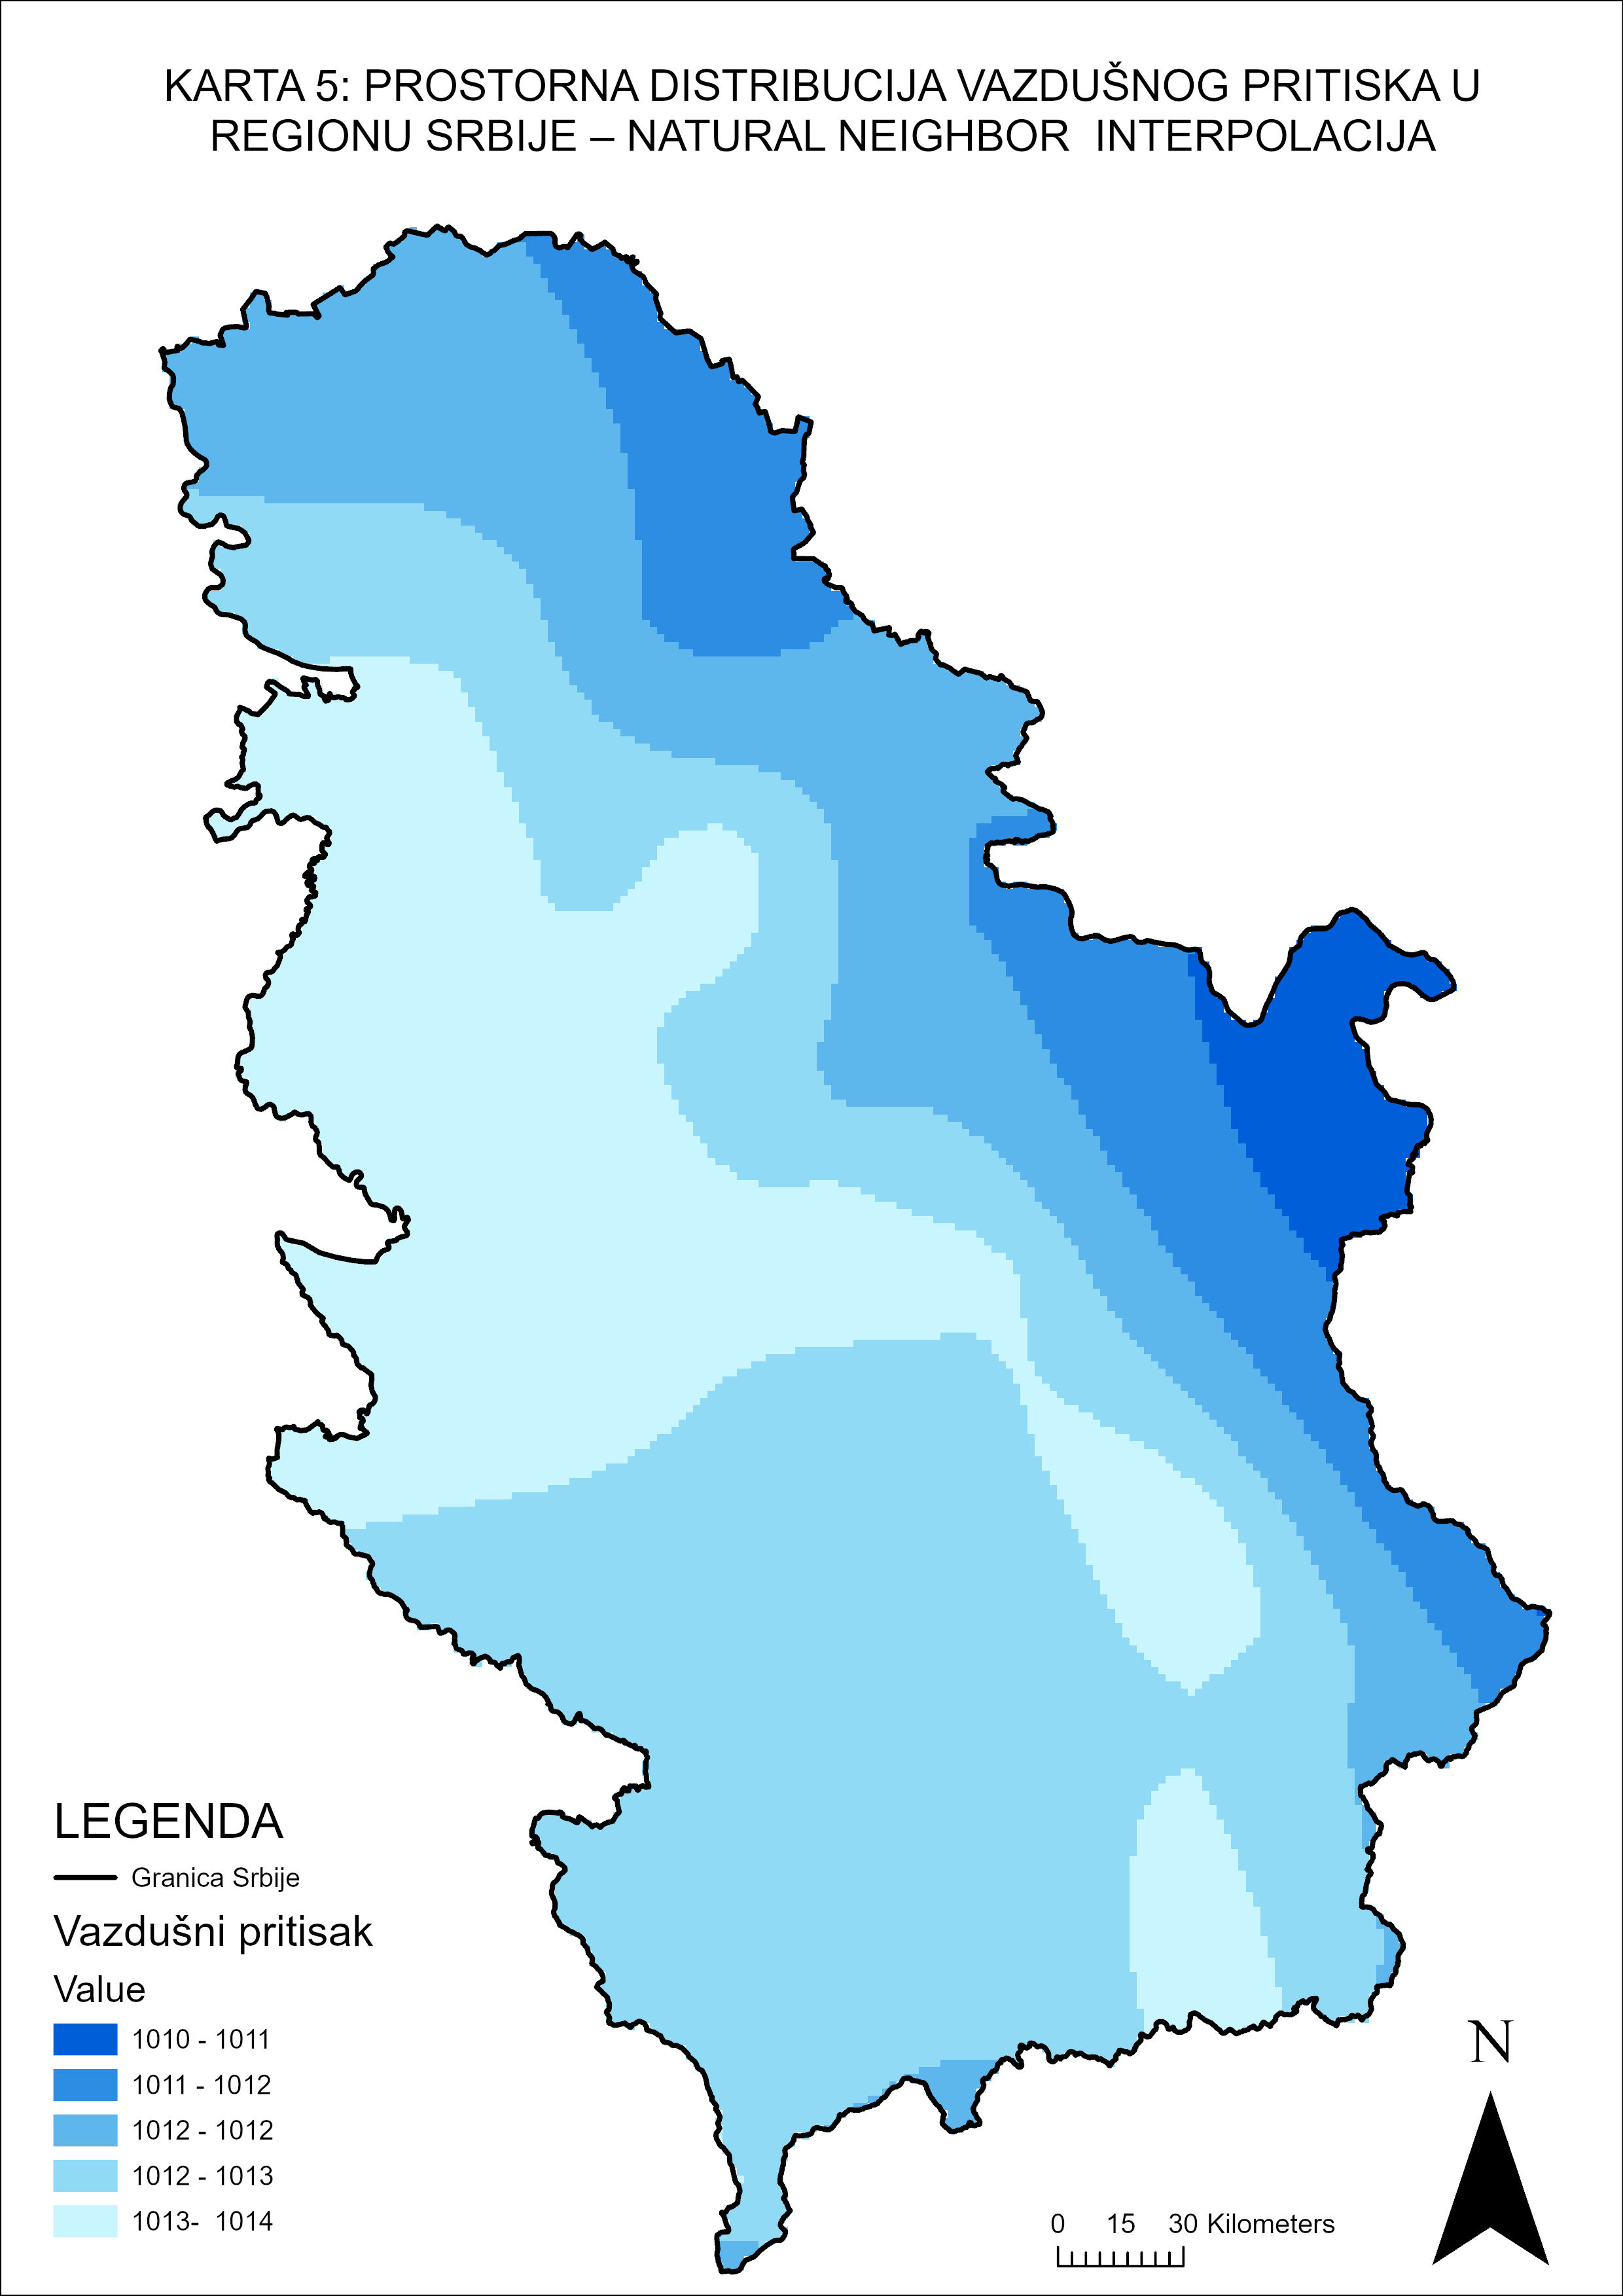 KARTA 5: PROSTORNA DISTRIBUCIJA VAZDUŠNOG PRITISKA U
REGIONU SRBIJE – NATURAL NEIGHBOR  INTERPOLACIJA
LEGENDA
Granica Srbije
Vazdušni pritisak
Value
1010 - 1011
1011 - 1012
1012 - 1012
1012 - 1013
1013-  1014
N
0 15 30 Kilometers